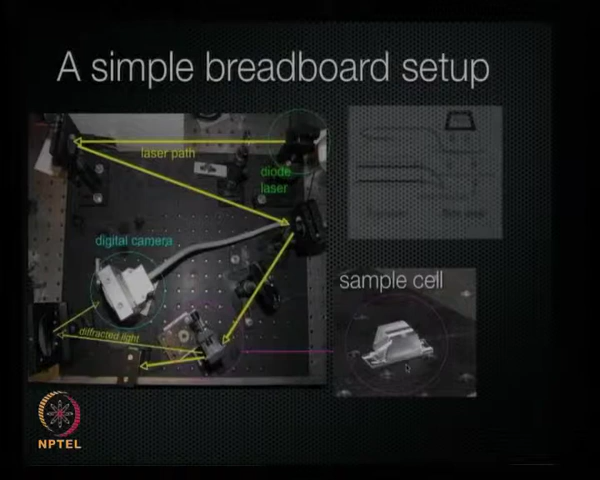 A simple breadboard setup
laser path
diode
laser
digital camera
diffracted light
sample cell
NPTEL